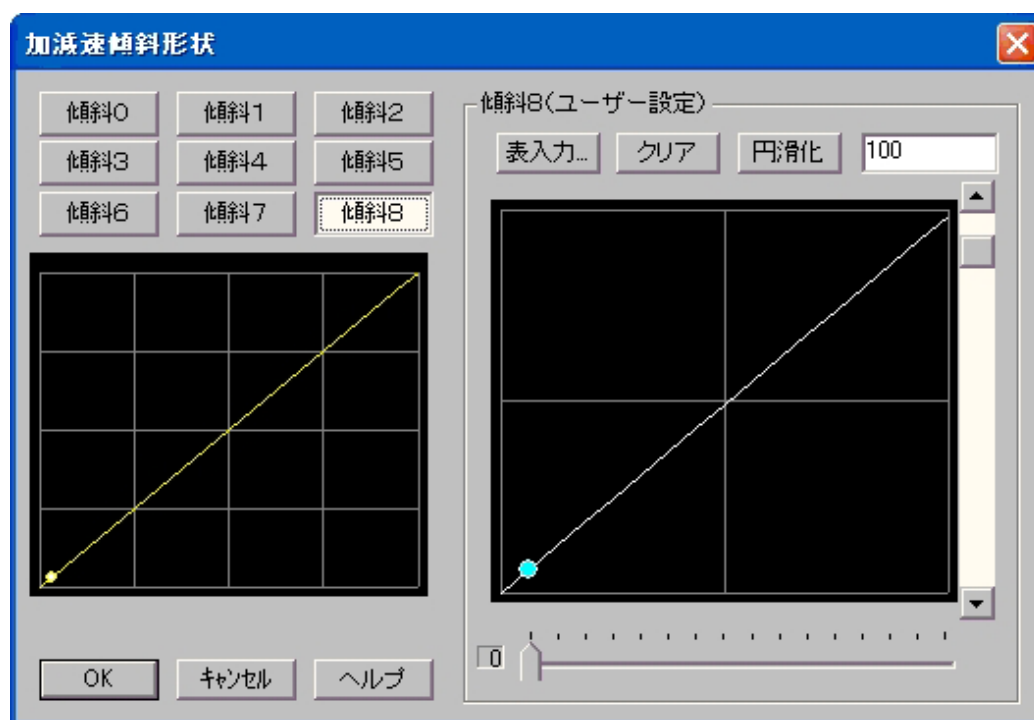 加減速傾斜形状
傾斜0 傾斜1 傾斜2
傾斜3 傾斜4 傾斜5
傾斜6 傾斜7 傾斜8
傾斜8(ユーザー設定)
表入力... クリア 円滑化 100
0
OK キャンセル ヘルプ